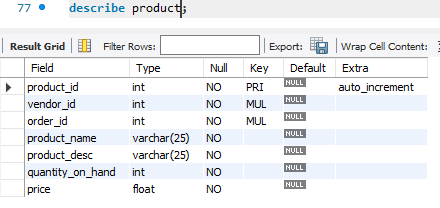 77 describe product;
Result Grid Filter Rows: Export: Wrap Cell Content:
Field Type Null Key Default Extra
product_id int NO PRI NULL auto_increment
vendor_id int NO MUL NULL
order_id int NO MUL NULL
product_name varchar(25) NO NULL
product_desc varchar(25) NO NULL
quantity_on_hand int NO NULL
price float NO NULL